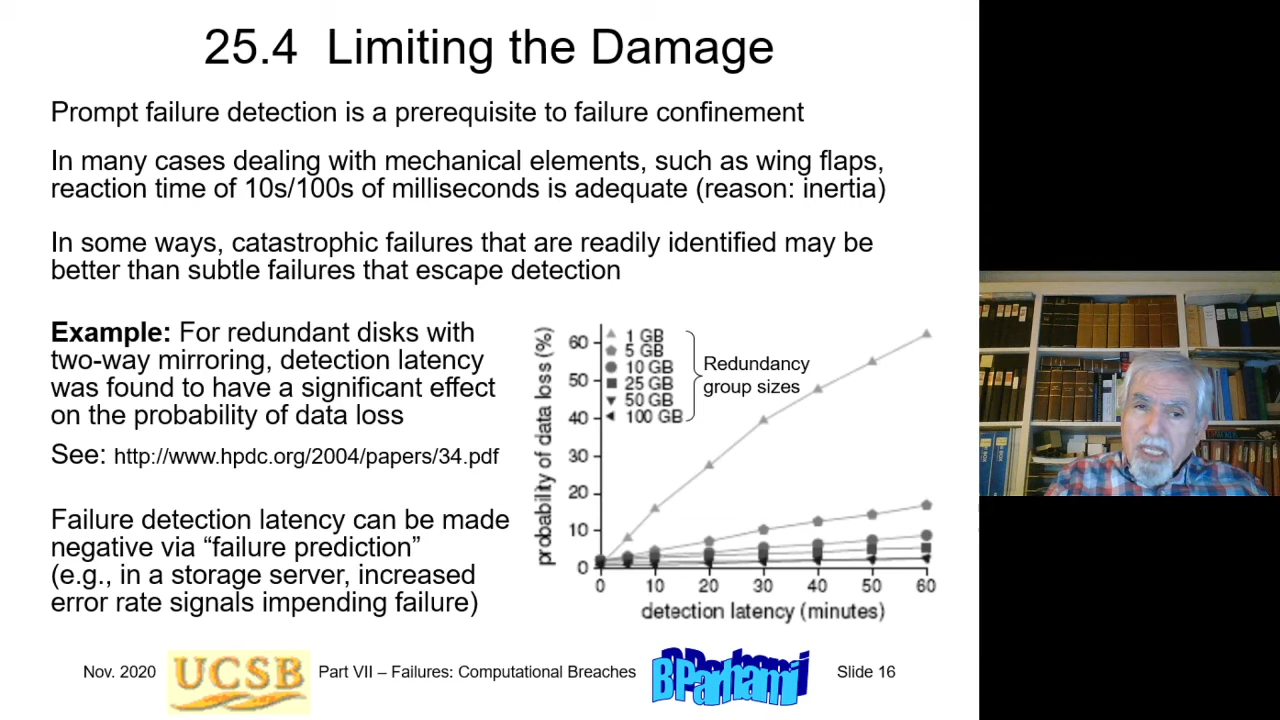 25.4 Limiting the Damage
Prompt failure detection is a prerequisite to failure confinement
In many cases dealing with mechanical elements, such as wing flaps,
reaction time of 10s/100s of milliseconds is adequate (reason: inertia)
In some ways, catastrophic failures that are readily identified may be
better than subtle failures that escape detection
Example: For redundant disks with
two-way mirroring, detection latency
was found to have a significant effect
on the probability of data loss
See: http://www.hpdc.org/2004/papers/34.pdf
Failure detection latency can be made
negative via “failure prediction”
(e.g., in a storage server, increased
error rate signals impending failure)
probability of data loss (%)
60
50
40
30
20
10
0
1 GB
5 GB
10 GB
25 GB
50 GB
100 GB
Redundancy
group sizes
0 10 20 30 40 50 60
detection latency (minutes)
Nov. 2020
UCSB
Part VII – Failures: Computational Breaches
B Parhami
Slide 16